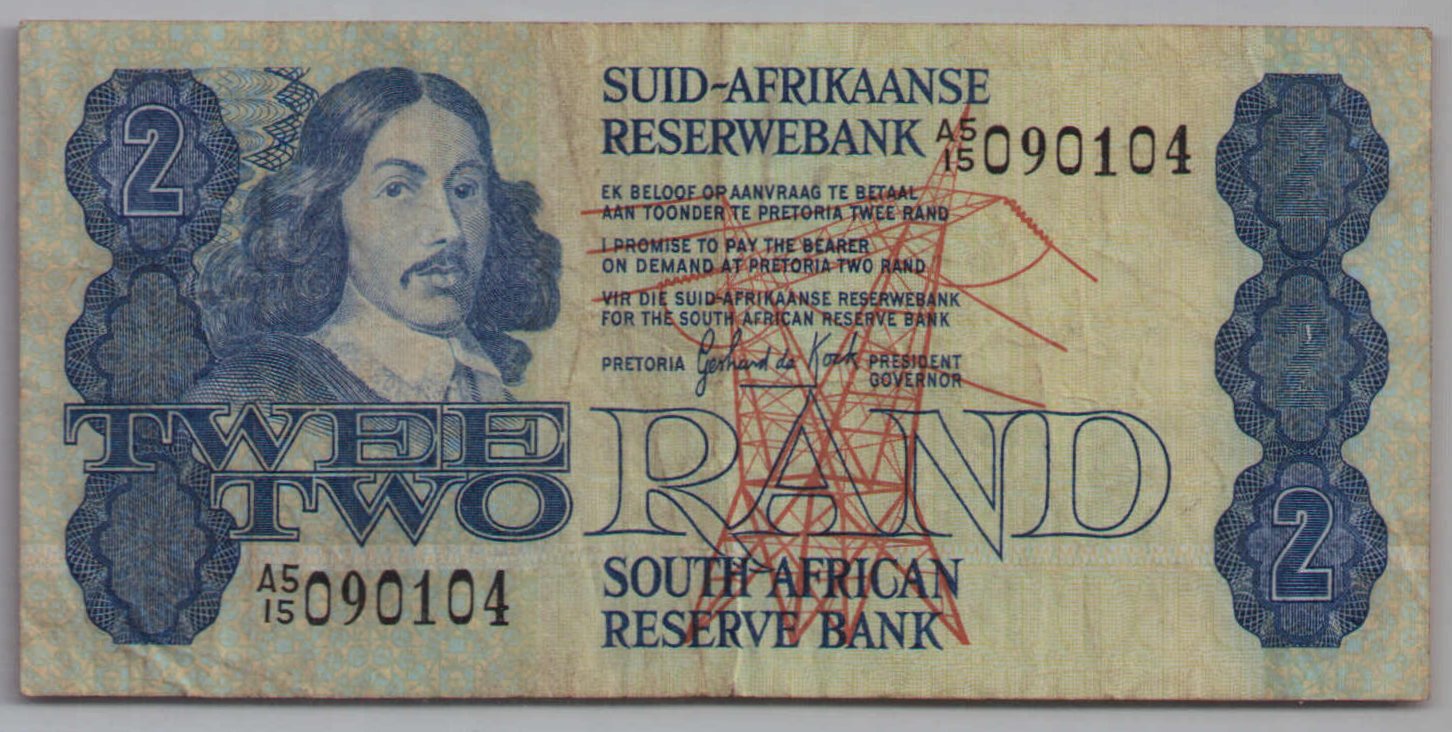 2
SUID-AFRIKAANSE
RESERWEBANK
A5/15 090104
EK BELOOF OP AANVRAAG TE BETAAL
AAN TOONDER TE PRETORIA TWEE RAND
I PROMISE TO PAY THE BEARER
ON DEMAND AT PRETORIA TWO RAND
VIR DIE SUID-AFRIKAANSE RESERWEBANK
FOR THE SOUTH AFRICAN RESERVE BANK
PRETORIA Gerhard de Kock PRESIDENT
GOVERNOR
TWEE
TWO
RAND
A5/15 090104
SOUTH AFRICAN
RESERVE BANK
2